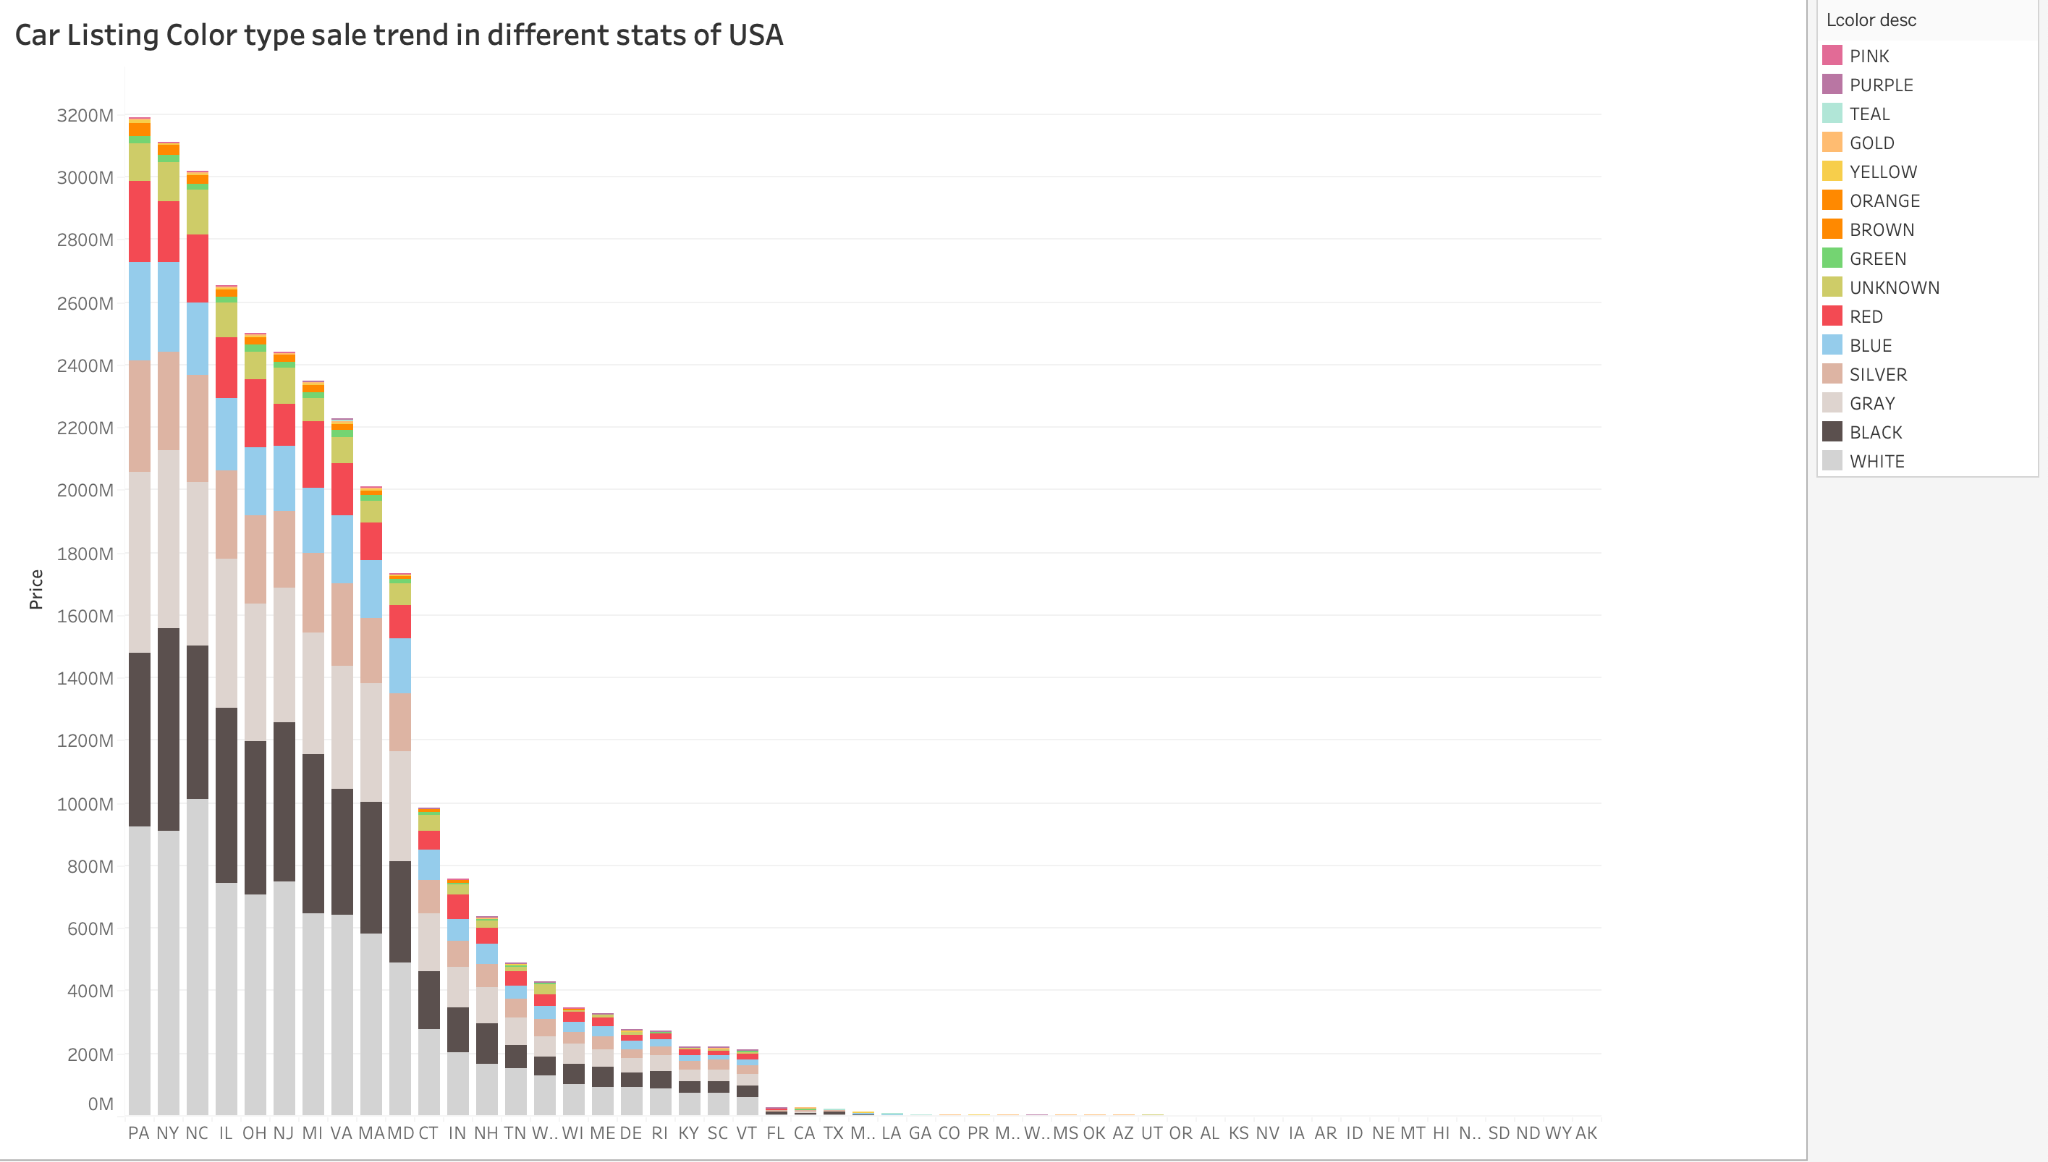 Car Listing Color type sale trend in different stats of USA
Lcolor desc
PINK
PURPLE
TEAL
GOLD
YELLOW
ORANGE
BROWN
GREEN
UNKNOWN
RED
BLUE
SILVER
GRAY
BLACK
WHITE
Price
3200M
3000M
2800M
2600M
2400M
2200M
2000M
1800M
1600M
1400M
1200M
1000M
800M
600M
400M
200M
0M
PA NY NC IL OH NJ MI VA MA MD CT IN NH TN W.. WI ME DE RI KY SC VT FL CA TX M.. LA GA CO PR M.. W.. MS OK AZ UT OR AL KS NV IA AR ID NE MT HI N.. SD ND WY AK